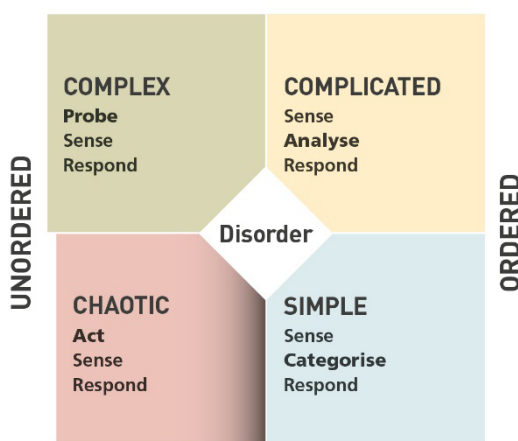 COMPLEX
Probe
Sense
Respond
COMPLICATED
Sense
Analyse
Respond
UNORDERED
Disorder
ORDERED
CHAOTIC
Act
Sense
Respond
SIMPLE
Sense
Categorise
Respond